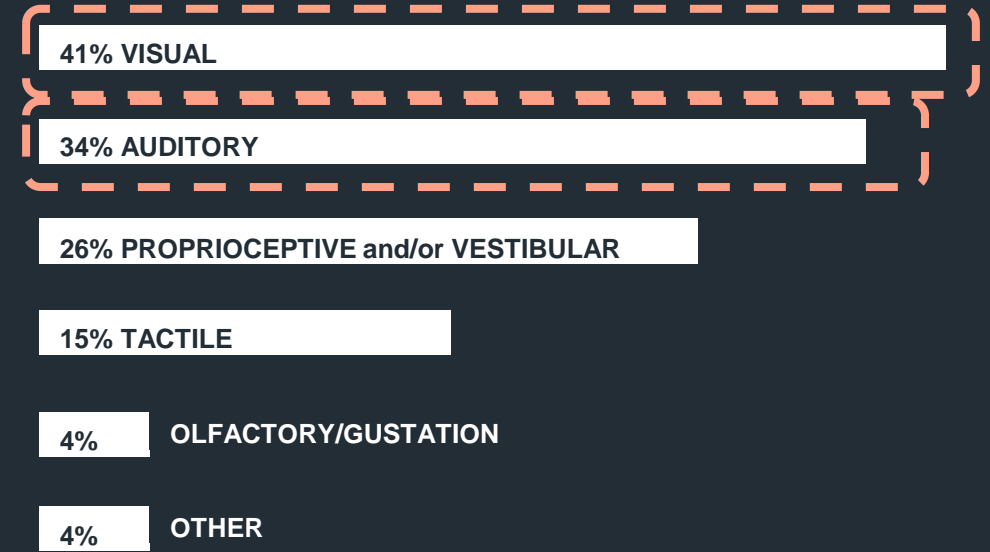 41% VISUAL
34% AUDITORY
26% PROPRIOCEPTIVE and/or VESTIBULAR
15% TACTILE
4% OLFACTORY/GUSTATION
4% OTHER